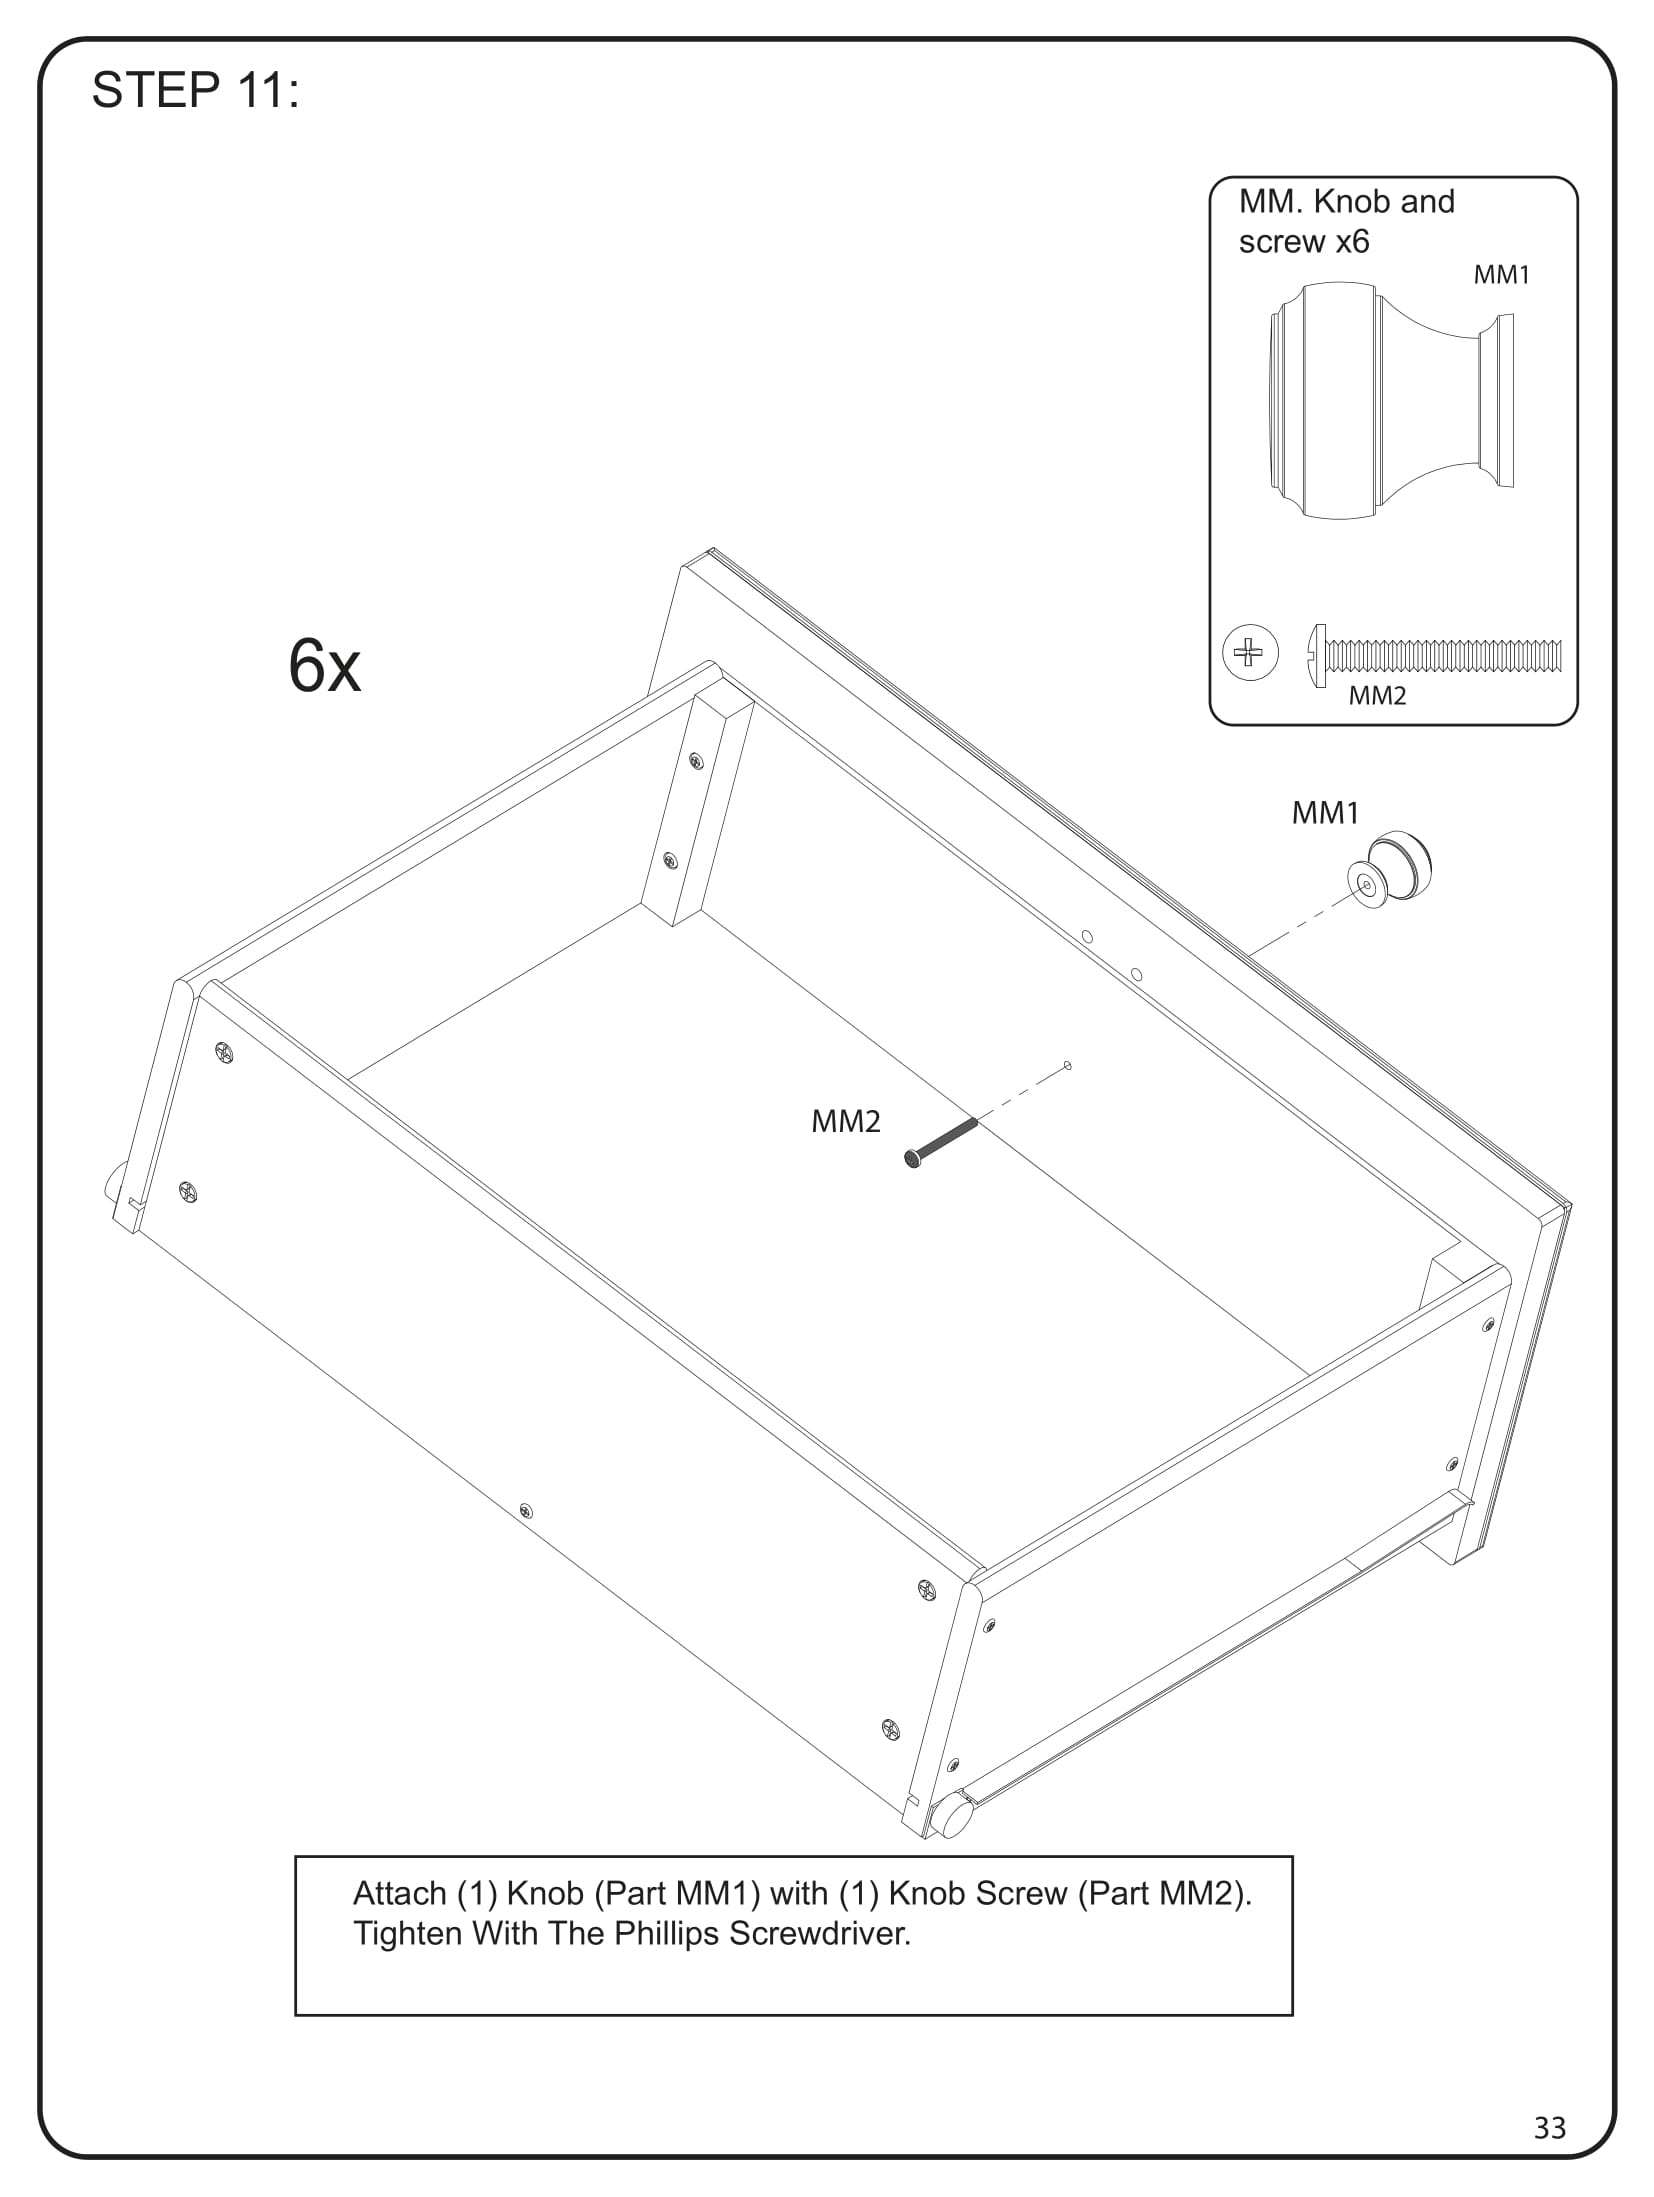 STEP 11:
MM. Knob and
screw x6
MM1
6x
MM2
MM1
MM2
Attach (1) Knob (Part MM1) with (1) Knob Screw (Part MM2).
Tighten With The Phillips Screwdriver.
33